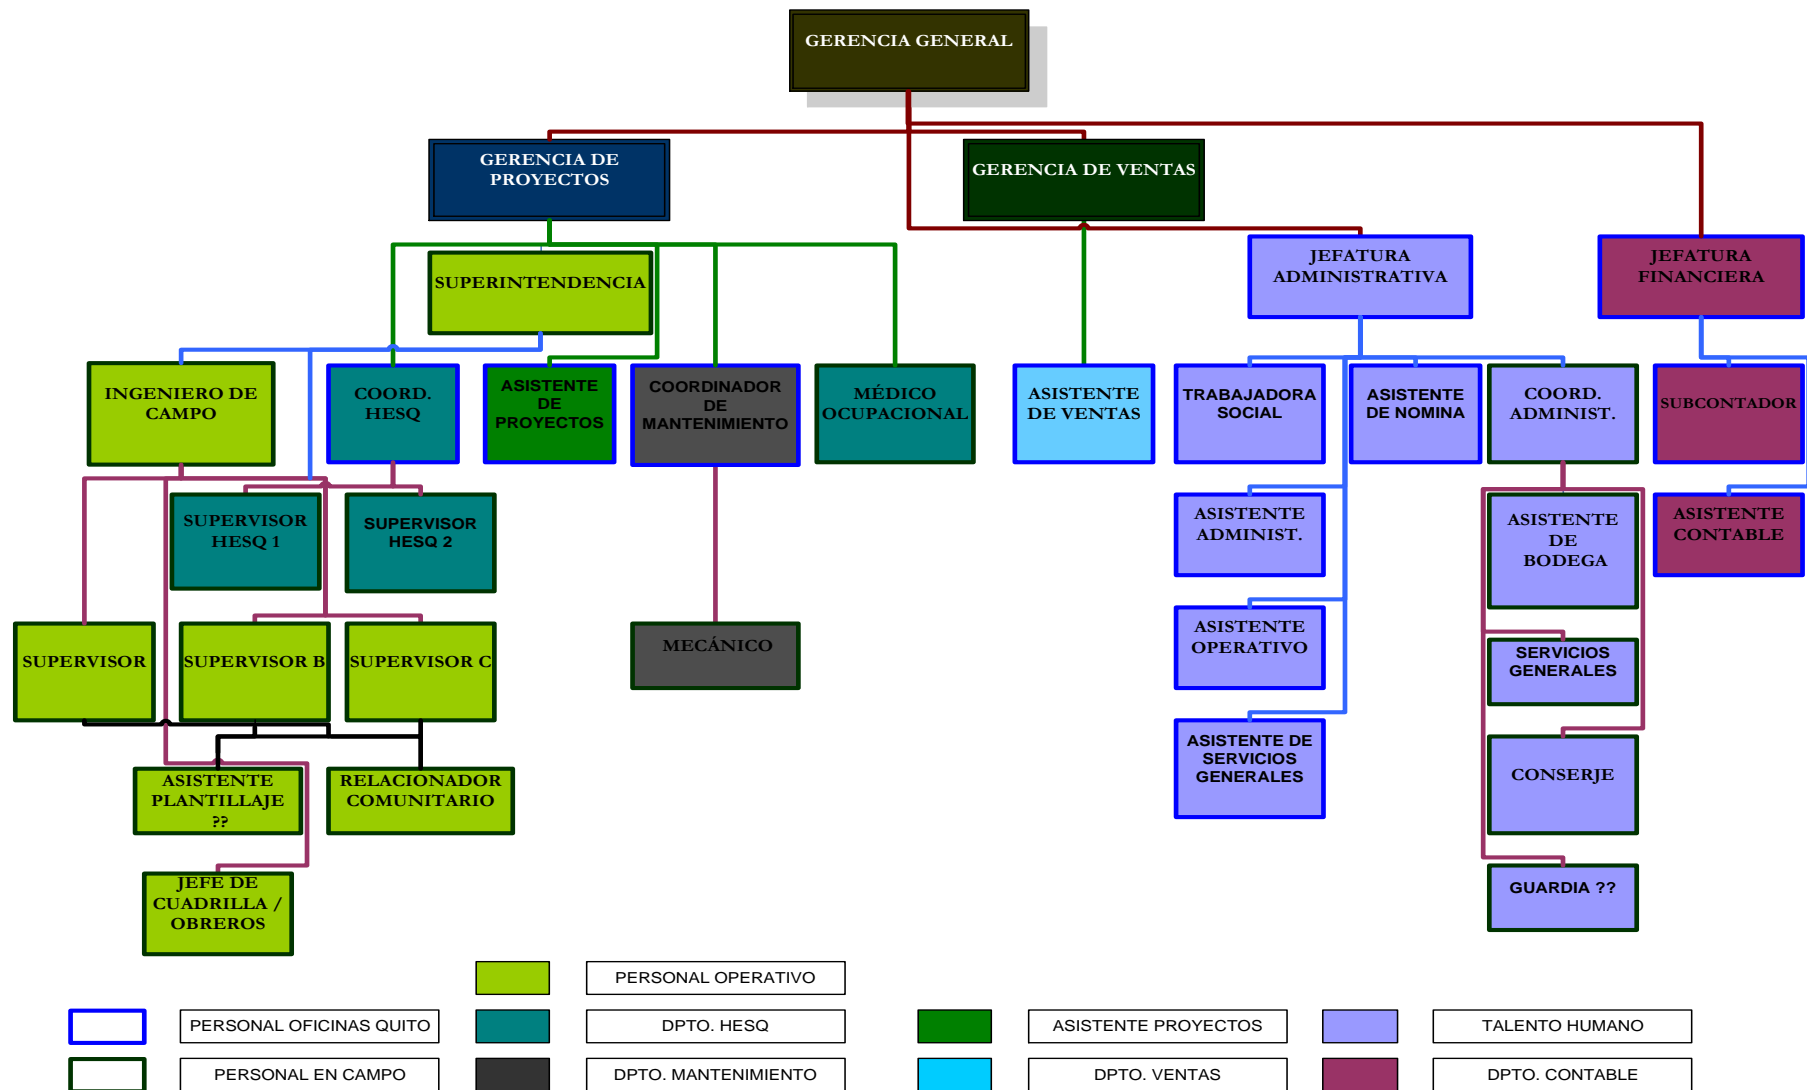 GERENCIA GENERAL
GERENCIA DE
PROYECTOS
GERENCIA DE VENTAS
JEFATURA
ADMINISTRATIVA
JEFATURA
FINANCIERA
SUPERINTENDENCIA
INGENIERO DE
CAMPO
COORD.
HESQ
ASISTENTE
DE
PROYECTOS
COORDINADOR
DE
MANTENIMIENTO
MÉDICO
OCUPACIONAL
ASISTENTE
DE VENTAS
TRABAJADORA
SOCIAL
ASISTENTE
DE NOMINA
COORD.
ADMINIST.
SUBCONTADOR
SUPERVISOR
HESQ 1
SUPERVISOR
HESQ 2
ASISTENTE
ADMINIST.
ASISTENTE
DE
BODEGA
ASISTENTE
CONTABLE
SUPERVISOR
SUPERVISOR B
SUPERVISOR C
MECÁNICO
ASISTENTE
OPERATIVO
SERVICIOS
GENERALES
ASISTENTE DE
SERVICIOS
GENERALES
CONSERJE
ASISTENTE
PLANTILLAJE
??
RELACIONADOR
COMUNITARIO
JEFE DE
CUADRILLA /
OBREROS
GUARDIA ??
PERSONAL OPERATIVO
PERSONAL OFICINAS QUITO
DPTO. HESQ
ASISTENTE PROYECTOS
TALENTO HUMANO
PERSONAL EN CAMPO
DPTO. MANTENIMIENTO
DPTO. VENTAS
DPTO. CONTABLE